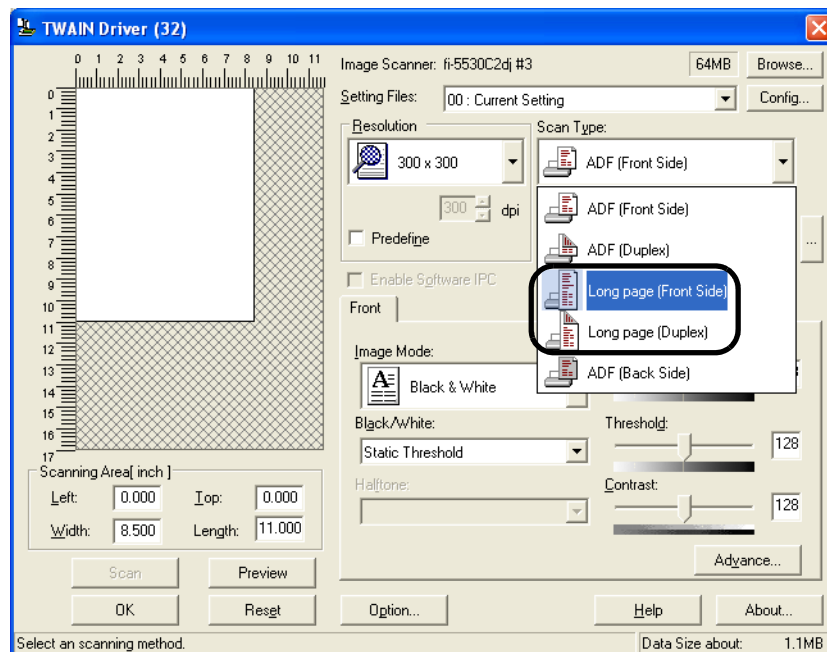 TWAIN Driver (32)
0 1 2 3 4 5 6 7 8 9 10 11
Image Scanner: fi-5530C2dj #3 64MB Browse...
Setting Files: 00 : Current Setting Config...
Resolution
Scan Type:
300 x 300
ADF (Front Side)
300 dpi
Predefine
ADF (Front Side)
ADF (Duplex)
Long page (Front Side)
Long page (Duplex)
ADF (Back Side)
...
Enable Software IPC
Front
Image Mode:
Black & White
Black/White:
Static Threshold
Halftone:
Threshold:
128
Contrast:
128
Advance...
0
1
2
3
4
5
6
7
8
9
10
11
12
13
14
15
16
17
Scanning Area[ inch ]
Left: 0.000 Top: 0.000
Width: 8.500 Length: 11.000
Scan Preview
OK Reset Option... Help About...
Select an scanning method. Data Size about: 1.1MB